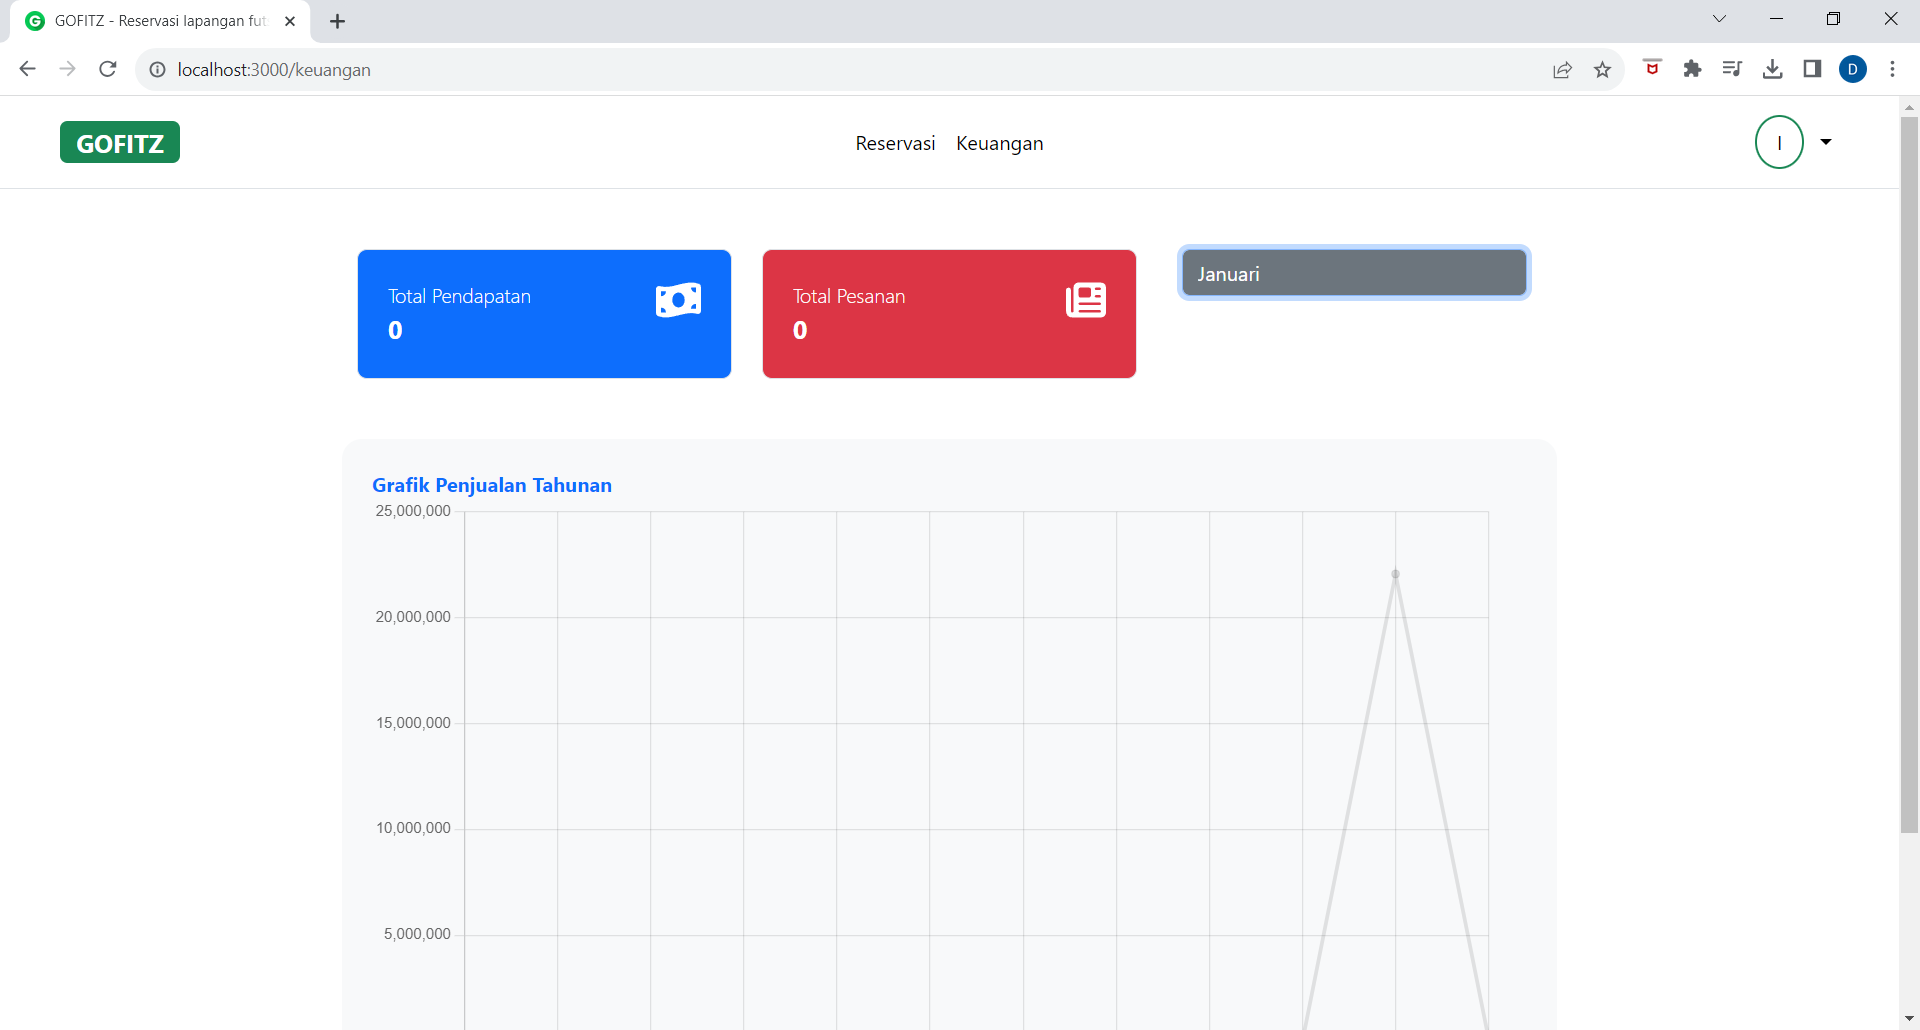 GOFITZ - Reservasi lapangan fut
localhost:3000/keuangan
D
GOFITZ
Reservasi
Keuangan
I
Total Pendapatan
0
Total Pesanan
0
Januari
Grafik Penjualan Tahunan
25,000,000
20,000,000
15,000,000
10,000,000
5,000,000